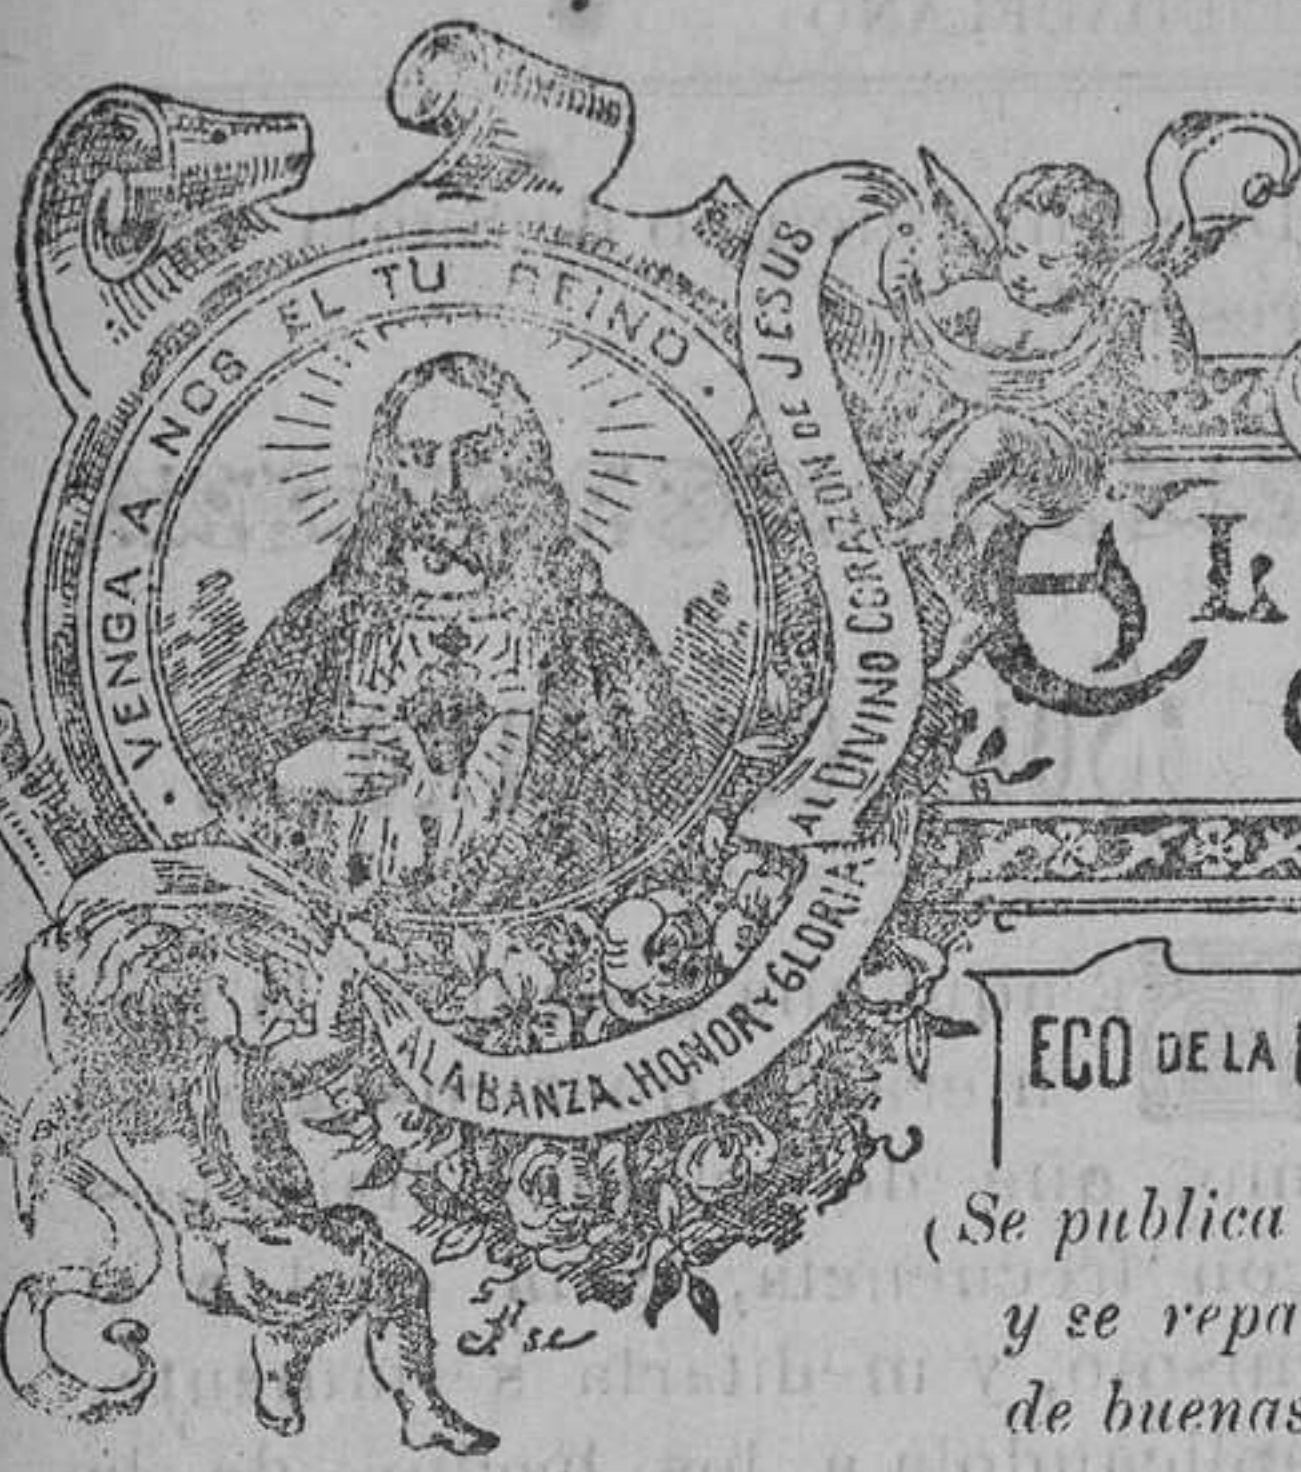 · VENGA A NOS EL TU REINO ·
ALABANZA, HONOR Y GLORIA
AL DIVINO CORAZON DE JESUS
EL
ECO DE LA
(Se publica
y se repa
de buenas